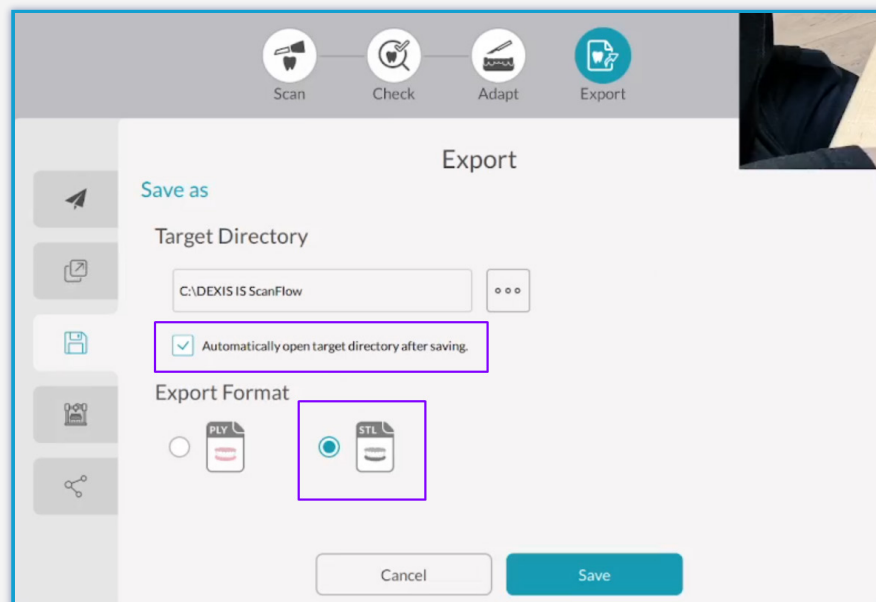 Scan
Check
Adapt
Export
Export
Save as
Target Directory
C:\DEXIS IS ScanFlow
Automatically open target directory after saving.
Export Format
PLY
STL
Cancel
Save